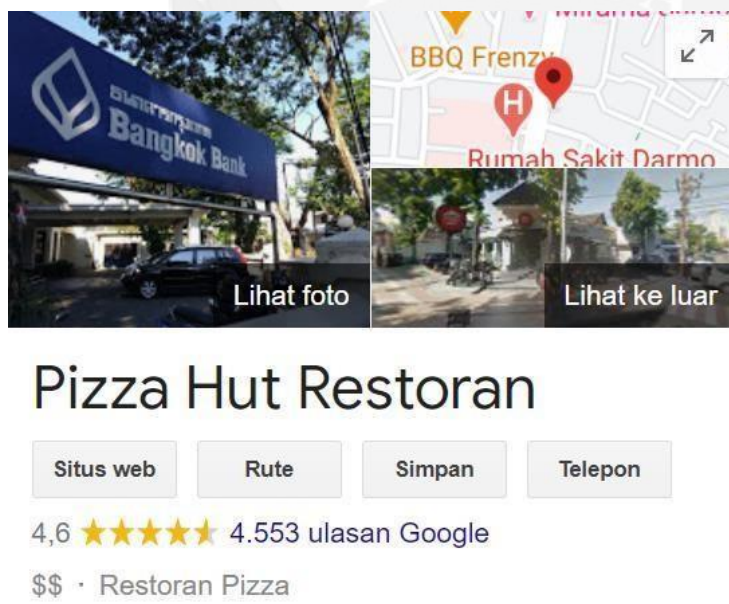 BBQ Frenzy
H
Rumah Sakit Darmo
Bangkok Bank
Lihat foto
Lihat ke luar
Pizza Hut Restoran
Situs web
Rute
Simpan
Telepon
4,6 4.553 ulasan Google
$$ · Restoran Pizza